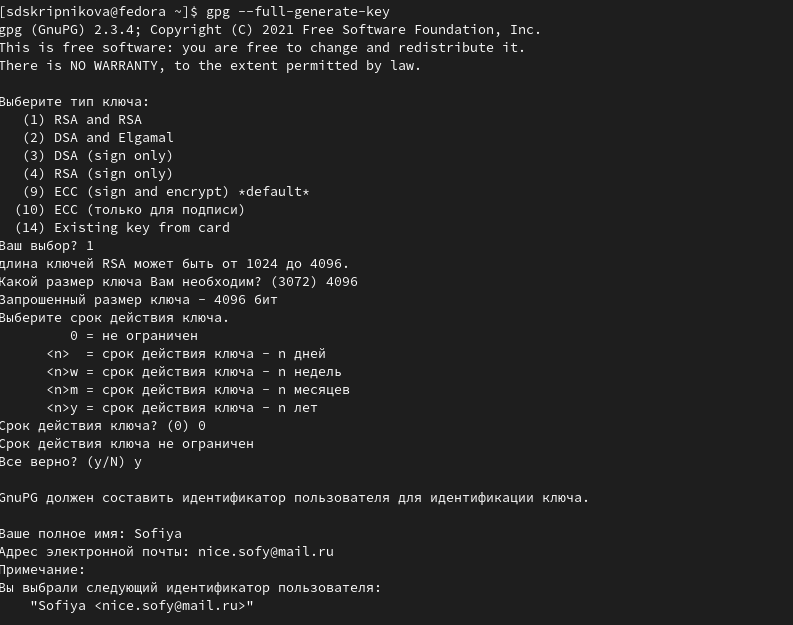 [sdskripnikova@fedora ~]$ gpg --full-generate-key
gpg (GnuPG) 2.3.4; Copyright (C) 2021 Free Software Foundation, Inc.
This is free software: you are free to change and redistribute it.
There is NO WARRANTY, to the extent permitted by law.

Выберите тип ключа:
   (1) RSA and RSA
   (2) DSA and Elgamal
   (3) DSA (sign only)
   (4) RSA (sign only)
   (9) ECC (sign and encrypt) *default*
  (10) ECC (только для подписи)
  (14) Existing key from card
Ваш выбор? 1
длина ключей RSA может быть от 1024 до 4096.
Какой размер ключа Вам необходим? (3072) 4096
Запрошенный размер ключа - 4096 бит
Выберите срок действия ключа.
         0 = не ограничен
      <n>  = срок действия ключа - n дней
      <n>w = срок действия ключа - n недель
      <n>m = срок действия ключа - n месяцев
      <n>y = срок действия ключа - n лет
Срок действия ключа? (0) 0
Срок действия ключа не ограничен
Все верно? (y/N) y

GnuPG должен составить идентификатор пользователя для идентификации ключа.

Ваше полное имя: Sofiya
Адрес электронной почты: nice.sofy@mail.ru
Примечание:
Вы выбрали следующий идентификатор пользователя:
    "Sofiya <nice.sofy@mail.ru>"